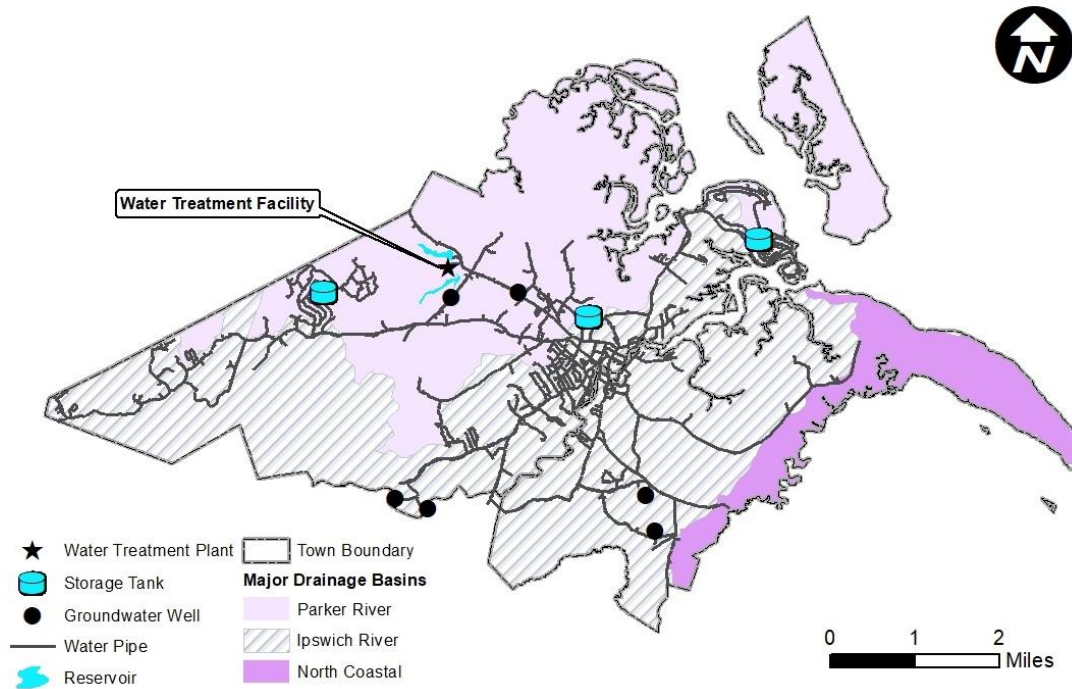 N
Water Treatment Facility
Water Treatment Plant
Storage Tank
Groundwater Well
Water Pipe
Reservoir
Town Boundary
Major Drainage Basins
Parker River
Ipswich River
North Coastal
0 1 2
Miles